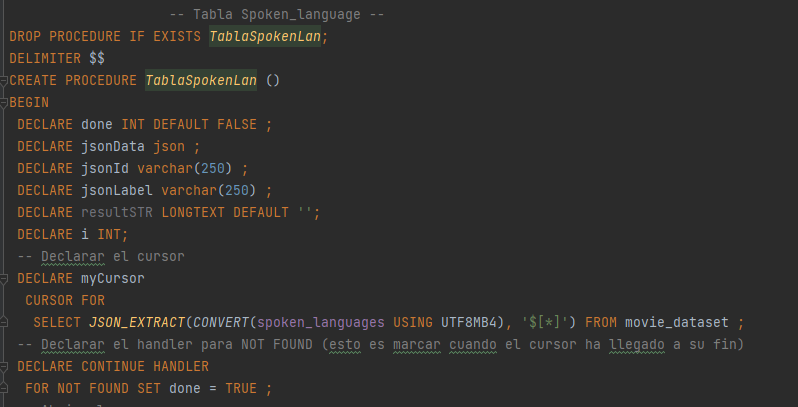 -- Tabla Spoken_language --
DROP PROCEDURE IF EXISTS TablaSpokenLan;
DELIMITER $$
CREATE PROCEDURE TablaSpokenLan ()
BEGIN
DECLARE done INT DEFAULT FALSE ;
DECLARE jsonData json ;
DECLARE jsonId varchar(250) ;
DECLARE jsonLabel varchar(250) ;
DECLARE resultSTR LONGTEXT DEFAULT '';
DECLARE i INT;
-- Declarar el cursor
DECLARE myCursor
CURSOR FOR
SELECT JSON_EXTRACT(CONVERT(spoken_languages USING UTF8MB4), '$[*]') FROM movie_dataset ;
-- Declarar el handler para NOT FOUND (esto es marcar cuando el cursor ha llegado a su fin)
DECLARE CONTINUE HANDLER
FOR NOT FOUND SET done = TRUE ;